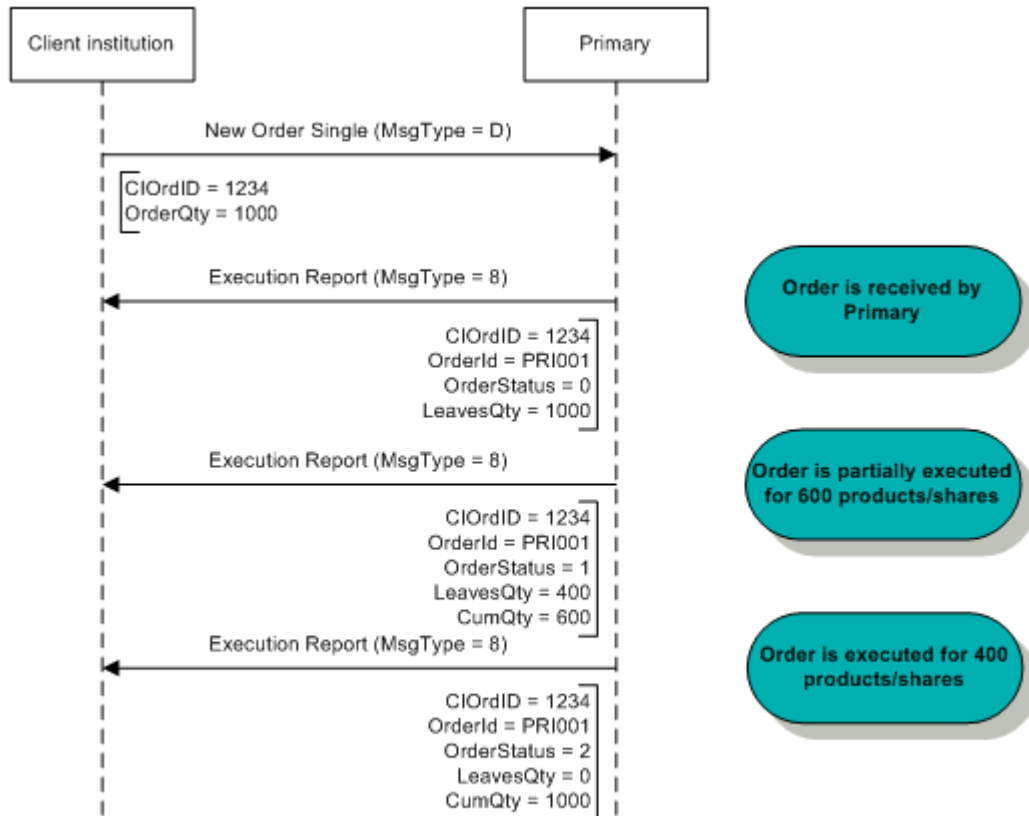 Client institution
Primary
New Order Single (MsgType = D)
ClOrdID = 1234
OrderQty = 1000
Execution Report (MsgType = 8)
Order is received by
Primary
ClOrdID = 1234
OrderId = PRI001
OrderStatus = 0
LeavesQty = 1000
Execution Report (MsgType = 8)
Order is partially executed
for 600 products/shares
ClOrdID = 1234
OrderId = PRI001
OrderStatus = 1
LeavesQty = 400
CumQty = 600
Execution Report (MsgType = 8)
Order is executed for 400
products/shares
ClOrdID = 1234
OrderId = PRI001
OrderStatus = 2
LeavesQty = 0
CumQty = 1000